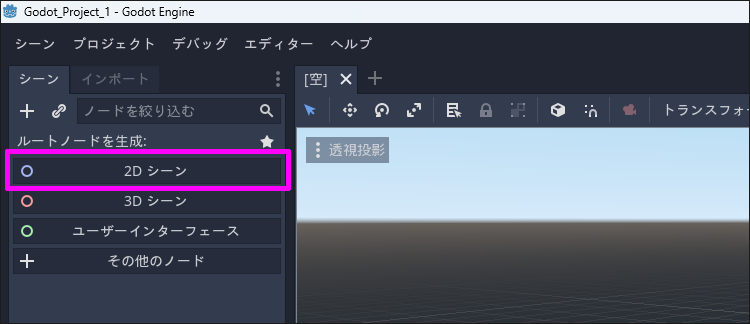 Godot_Project_1 - Godot Engine
シーン プロジェクト デバッグ エディター ヘルプ
シーン インポート
[空]
ノードを絞り込む
トランスフォー
ルートノードを生成:
透視投影
2D シーン
3D シーン
ユーザーインターフェース
その他のノード